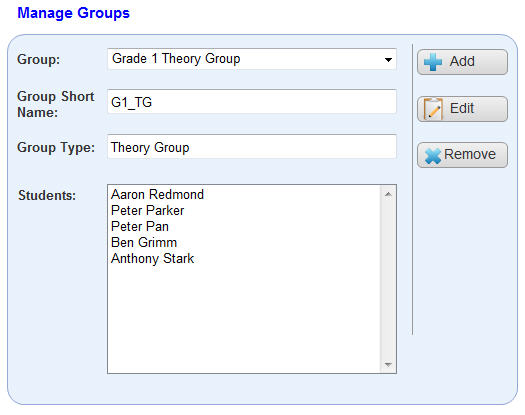 Manage Groups
Group: Grade 1 Theory Group
Add
Group Short Name: G1_TG
Edit
Group Type: Theory Group
Remove
Students:
Aaron Redmond
Peter Parker
Peter Pan
Ben Grimm
Anthony Stark